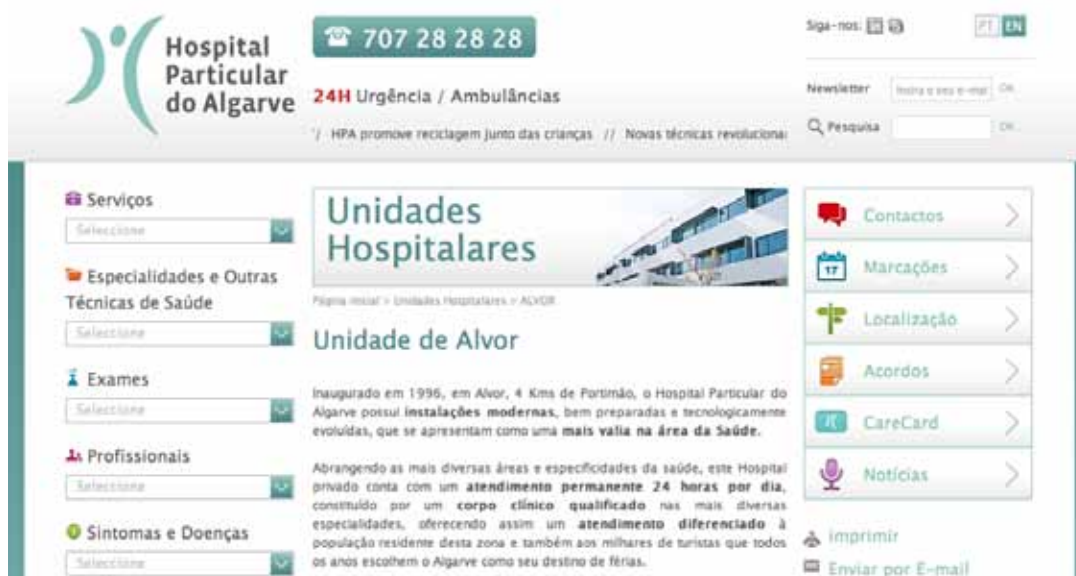 Hospital
Particular
do Algarve
707 28 28 28
24H Urgência / Ambulâncias
'/ HPA promove reciclagem junto das crianças // Novas técnicas revoluciona
Siga-nos:
PT EN
Newsletter Insira o seu e-mai OK
Pesquisa OK
Serviços
Seleccione
Especialidades e Outras
Técnicas de Saúde
Seleccione
Exames
Seleccione
Profissionais
Seleccione
Sintomas e Doenças
Seleccione
Unidades
Hospitalares
Página inicial > Unidades Hospitalares > ALVOR
Unidade de Alvor
Inaugurado em 1996, em Alvor, 4 Kms de Portimão, o Hospital Particular do
Algarve possui instalações modernas, bem preparadas e tecnologicamente
evoluídas, que se apresentam como uma mais valia na área da Saúde.
Abrangendo as mais diversas áreas e especificidades da saúde, este Hospital
privado conta com um atendimento permanente 24 horas por dia,
constituído por um corpo clínico qualificado nas mais diversas
especialidades, oferecendo assim um atendimento diferenciado à
população residente desta zona e também aos milhares de turistas que todos
os anos escolhem o Algarve como seu destino de férias.
Contactos
17 Marcações
Localização
Acordos
CareCard
Notícias
imprimir
Enviar por E-mail